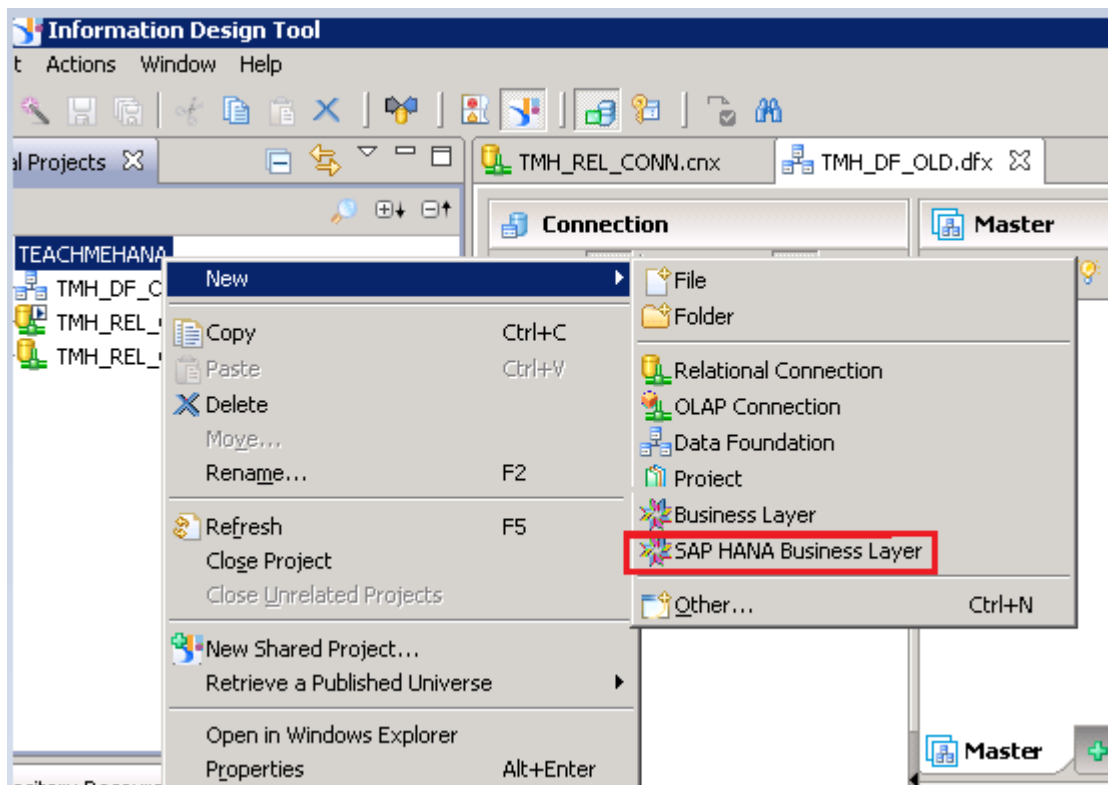 Information Design Tool
t Actions Window Help
al Projects
TMH_REL_CONN.cnx
TMH_DF_OLD.dfx
Connection
Master
TEACHMEHANA
TMH_DF_O
TMH_REL_
TMH_REL_
New
Copy Ctrl+C
Paste Ctrl+V
Delete
Move...
Rename... F2
Refresh F5
Close Project
Close Unrelated Projects
New Shared Project...
Retrieve a Published Universe
Open in Windows Explorer
Properties Alt+Enter
File
Folder
Relational Connection
OLAP Connection
Data Foundation
Project
Business Layer
SAP HANA Business Layer
Other... Ctrl+N
Master